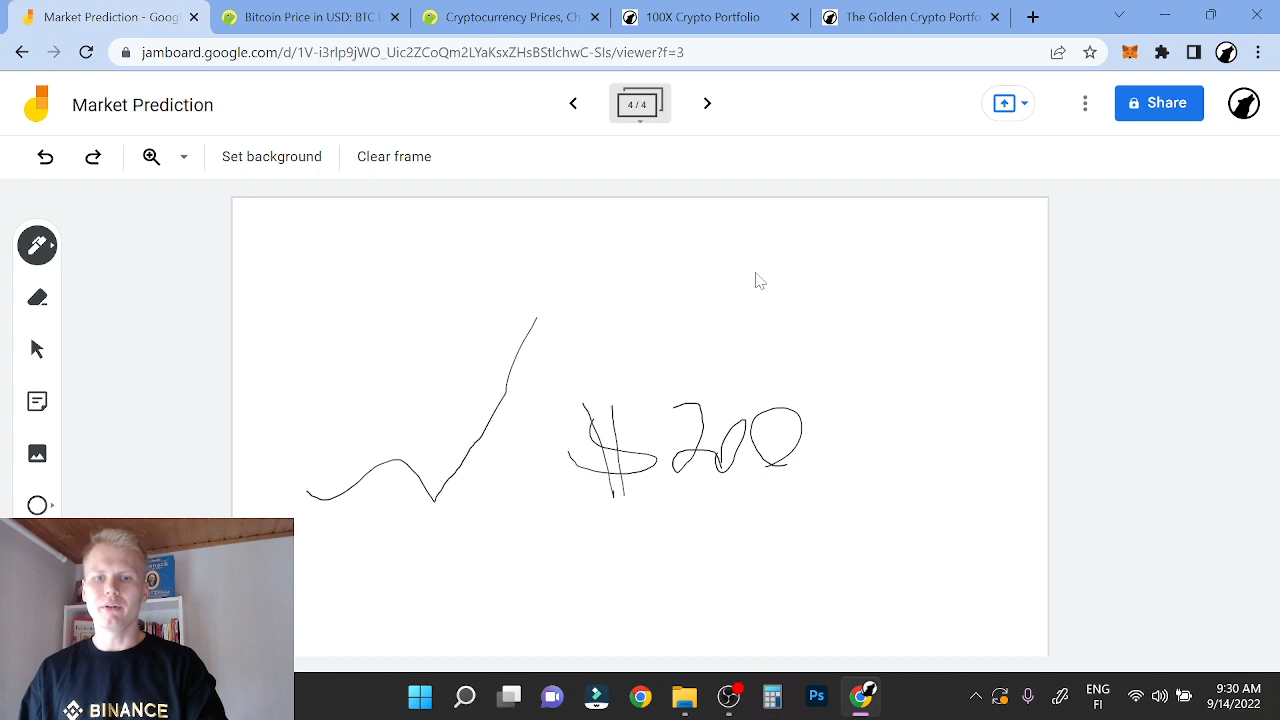 Market Prediction - Googl
Bitcoin Price in USD: BTC
Cryptocurrency Prices, Ch
100X Crypto Portfolio
The Golden Crypto Portfo
jamboard.google.com/d/1V-i3rlp9jWO_Uic2ZCoQm2LYaKsxZHsBStlchwC-SIs/viewer?f=3
Market Prediction
4 / 4
Share
Set background
Clear frame
$200
BINANCE
Ps
ENG
FI
9:30 AM
9/14/2022